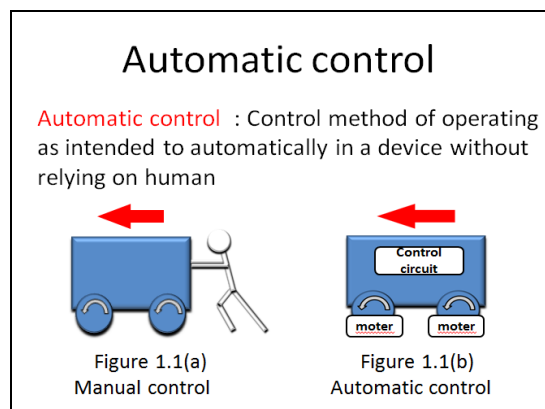 Automatic control
Automatic control : Control method of operating
as intended to automatically in a device without
relying on human
Control
circuit
moter
moter
Figure 1.1(a)
Manual control
Figure 1.1(b)
Automatic control